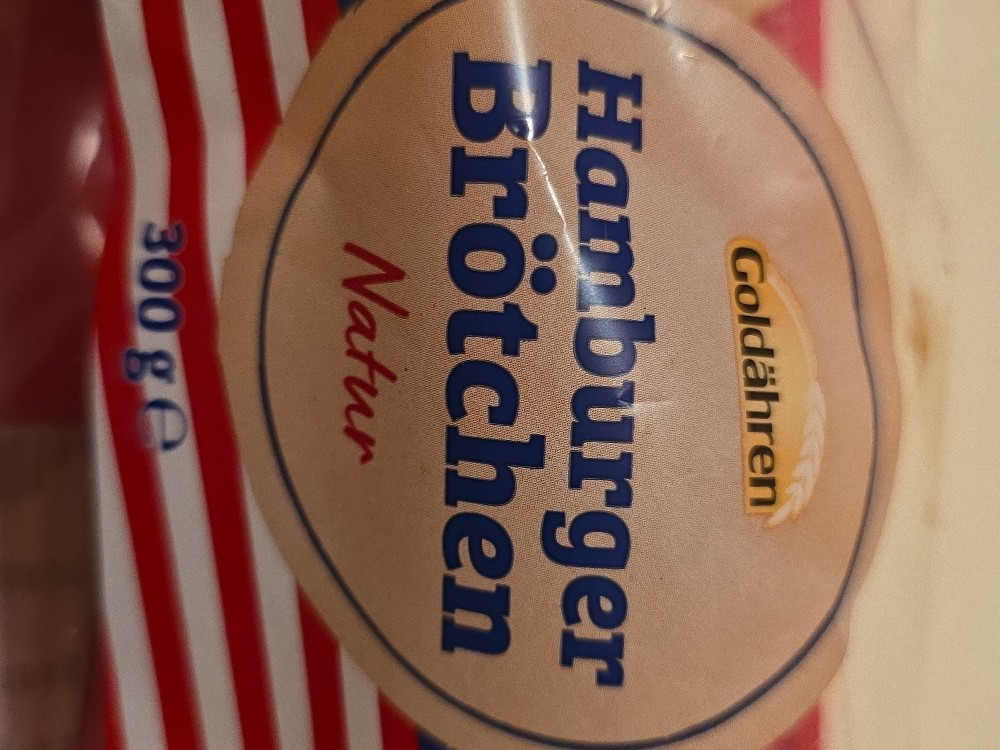 Goldähren
Hamburger
Brötchen
Natur
300 g ℮